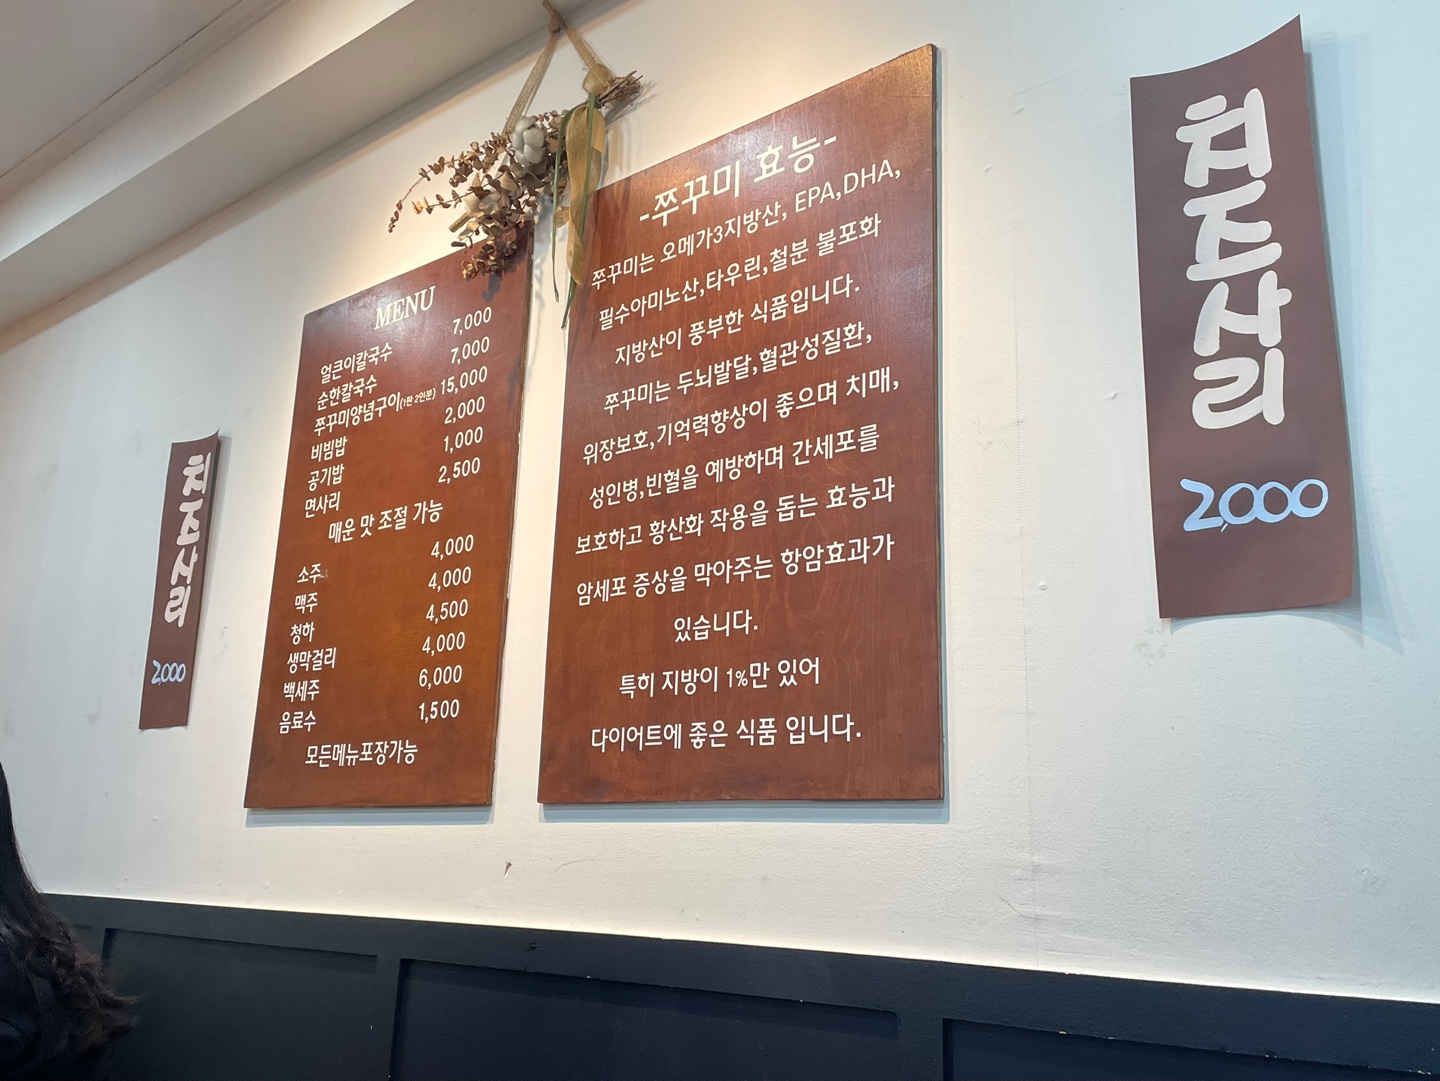 치즈사리
2,000
MENU
얼큰이칼국수 7,000
순한칼국수 7,000
쭈꾸미양념구이(1판 2인분) 15,000
비빔밥 2,000
공기밥 1,000
면사리 2,500
매운 맛 조절 가능
소주 4,000
맥주 4,000
청하 4,500
생막걸리 4,000
백세주 6,000
음료수 1,500
모든메뉴포장가능
-쭈꾸미 효능-
쭈꾸미는 오메가3지방산, EPA,DHA,
필수아미노산,타우린,철분 불포화
지방산이 풍부한 식품입니다.
쭈꾸미는 두뇌발달,혈관성질환,
위장보호,기억력향상이 좋으며 치매,
성인병,빈혈을 예방하며 간세포를
보호하고 황산화 작용을 돕는 효능과
암세포 증상을 막아주는 항암효과가
있습니다.
특히 지방이 1%만 있어
다이어트에 좋은 식품 입니다.
치즈사리
2,000